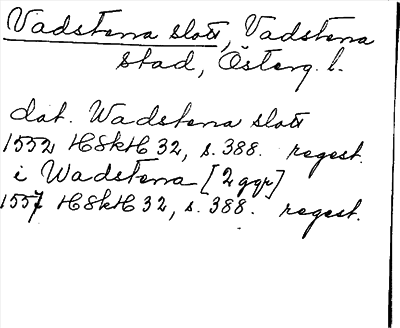 Vadstena slott, Vadstena
stad, Österg. l.
dat. Wadstena slott
1552 HSkH 32, s. 388. regest.
i Wadstena [2 ggr]
1557 HSkH 32, s. 388. regest.